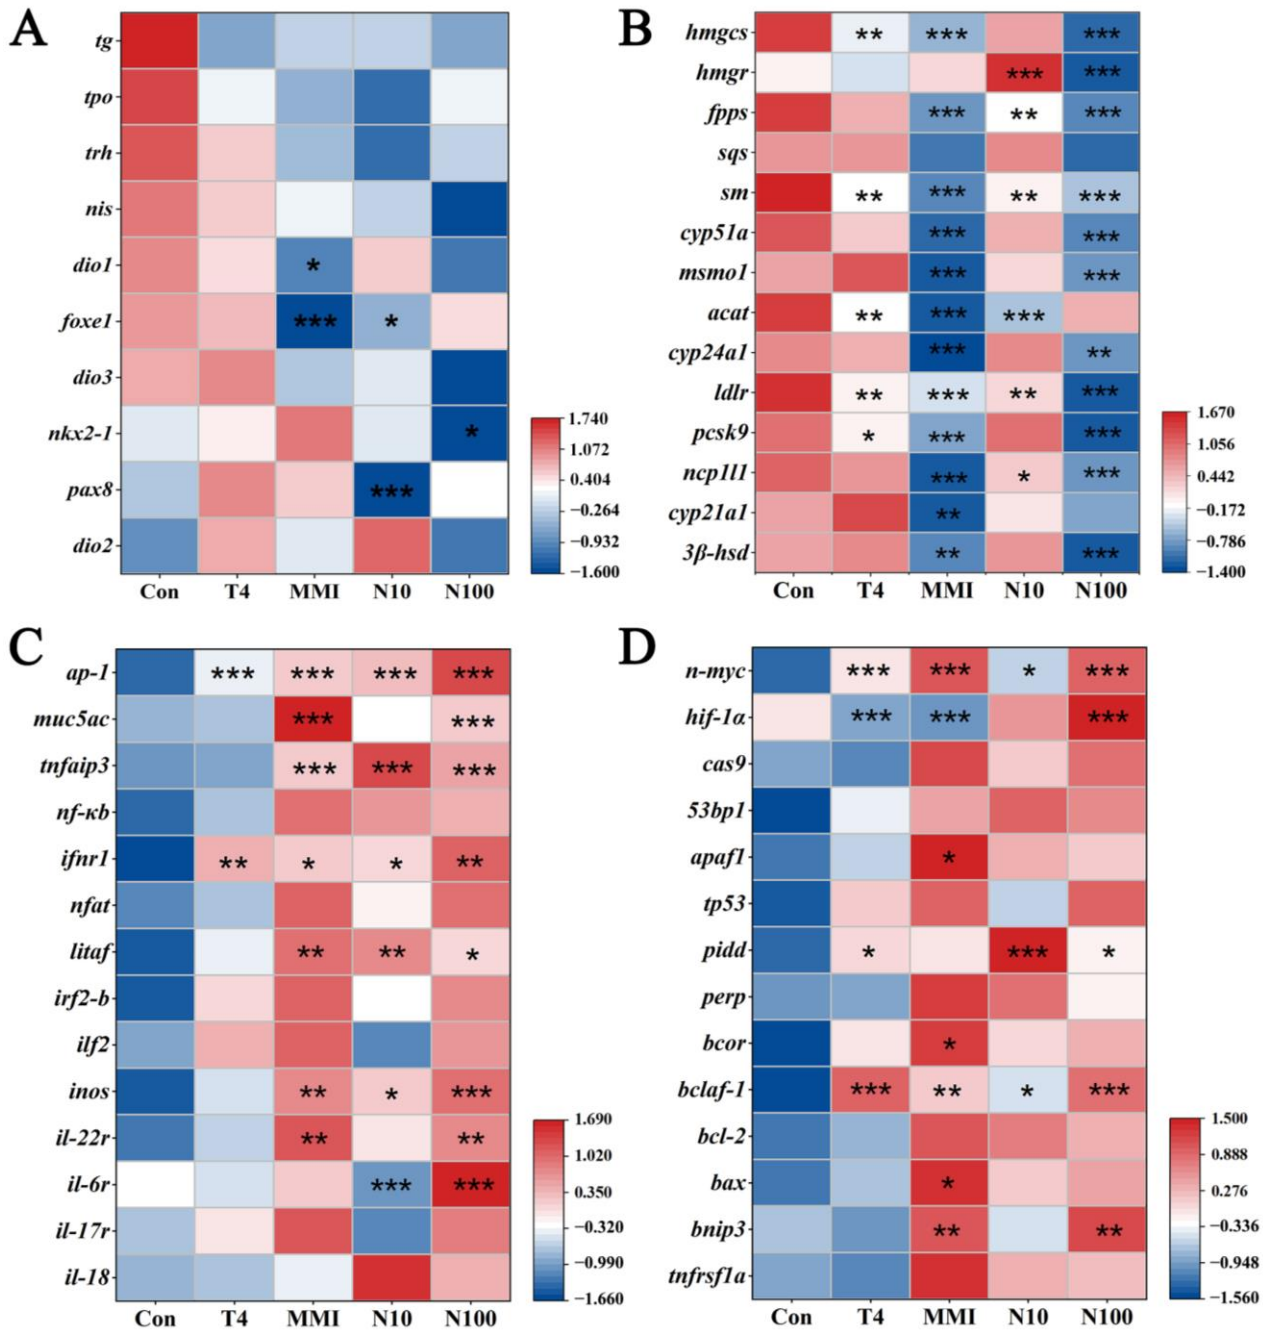 A
tg
tpo
trh
nis
dio1 *
foxe1 *** *
dio3
nkx2-1 *
pax8 ***
dio2
Con T4 MMI N10 N100
1.740
1.072
0.404
−0.264
−0.932
−1.600
B
hmgcs ** *** ***
hmgr *** ***
fpps *** ** ***
sqs
sm ** *** ** ***
cyp51a *** ***
msmo1 *** ***
acat ** *** ***
cyp24a1 *** **
ldlr ** *** ** ***
pcsk9 * *** ***
ncp1l1 *** * ***
cyp21a1 **
3β-hsd ** ***
Con T4 MMI N10 N100
1.670
1.056
0.442
−0.172
−0.786
−1.400
C
ap-1 *** *** *** ***
muc5ac *** ***
tnfaip3 *** *** ***
nf-κb
ifnr1 ** * * **
nfat
litaf ** ** *
irf2-b
ilf2
inos ** * ***
il-22r ** **
il-6r *** ***
il-17r
il-18
Con T4 MMI N10 N100
1.690
1.020
0.350
−0.320
−0.990
−1.660
D
n-myc *** *** * ***
hif-1α *** *** ***
cas9
53bp1
apaf1 *
tp53
pidd * *** *
perp
bcor *
bclaf-1 *** ** * ***
bcl-2
bax *
bnip3 ** **
tnfrsf1a
Con T4 MMI N10 N100
1.500
0.888
0.276
−0.336
−0.948
−1.560